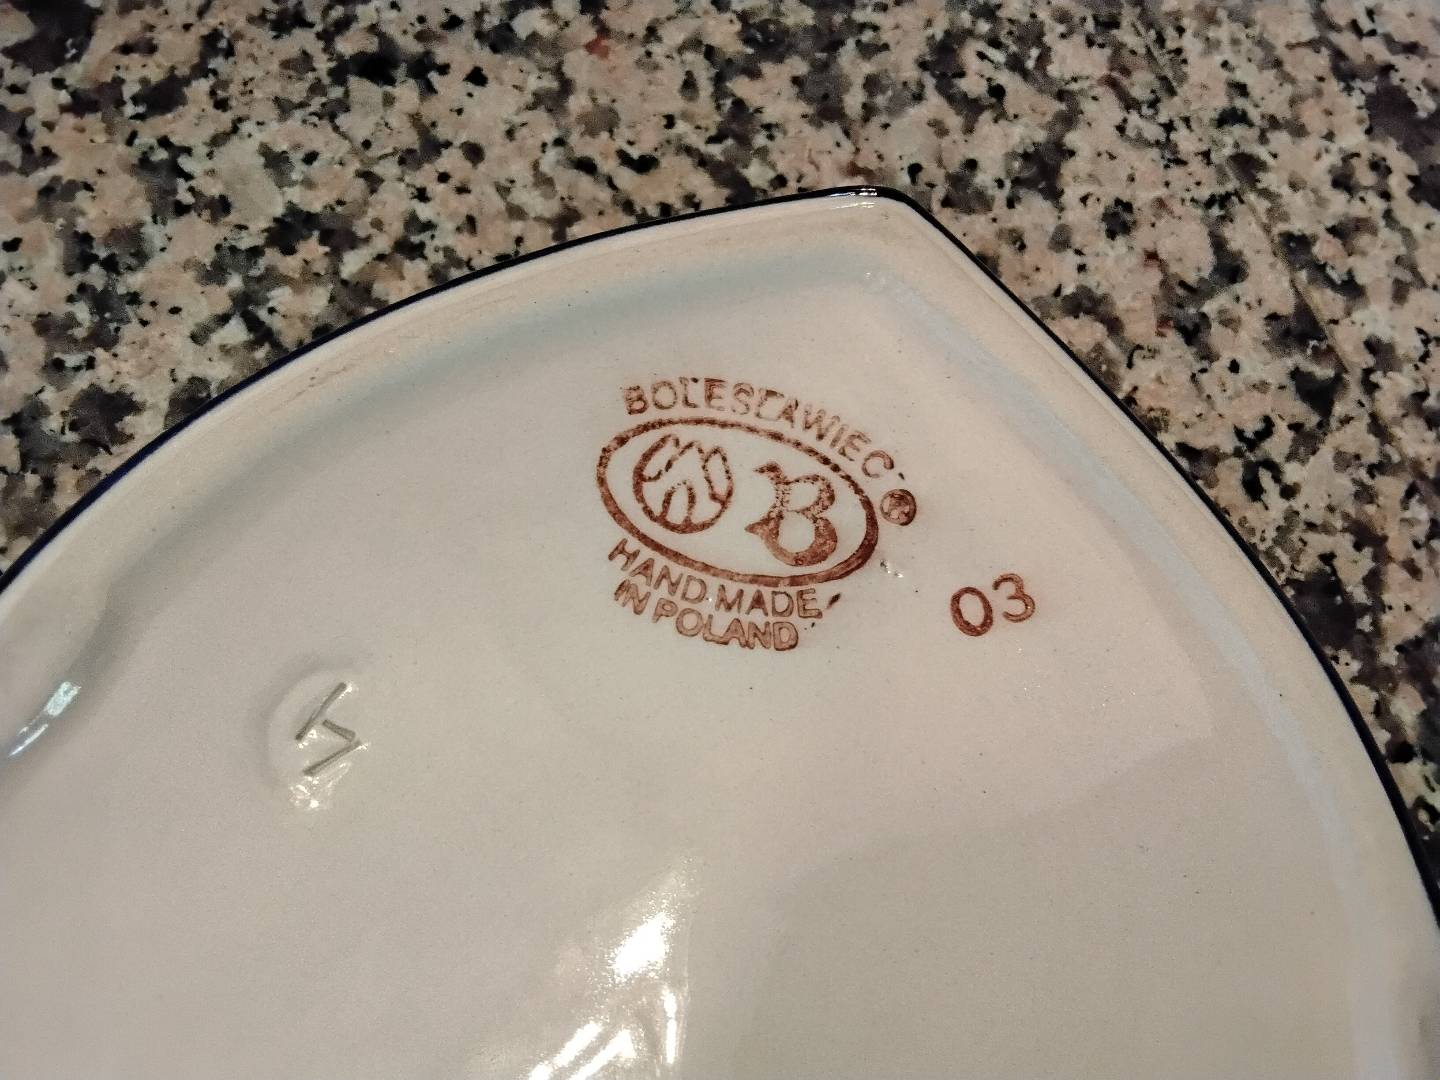 BOLESŁAWIEC ®
B
HAND MADE
IN POLAND
03